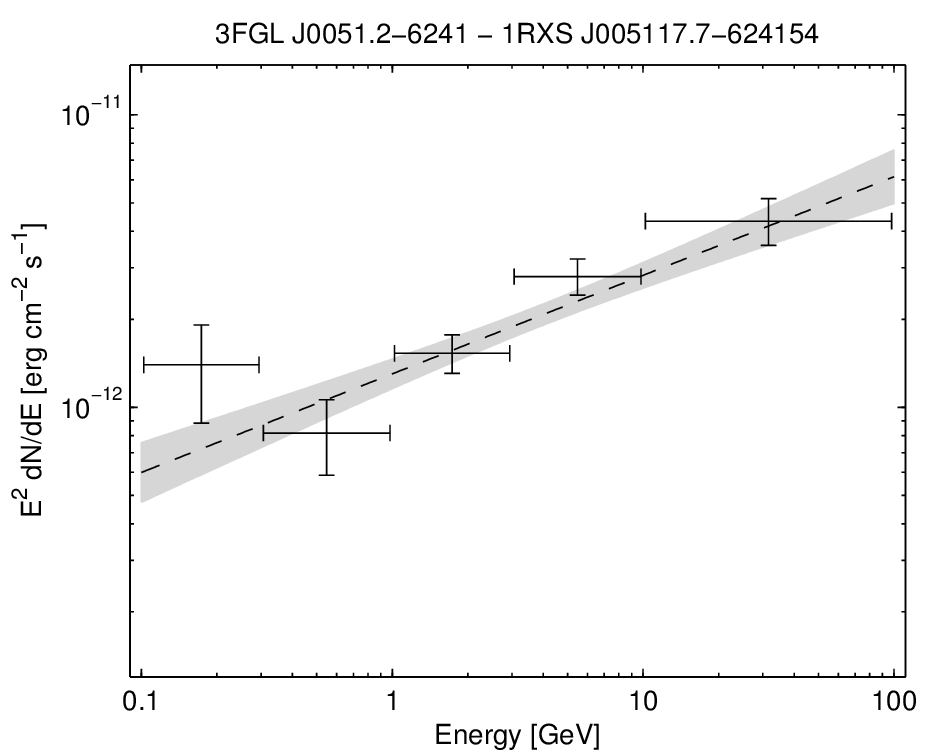 3FGL J0051.2−6241 − 1RXS J005117.7−624154
10⁻¹¹
10⁻¹²
E² dN/dE [erg cm⁻² s⁻¹]
0.1 1 10 100
Energy [GeV]